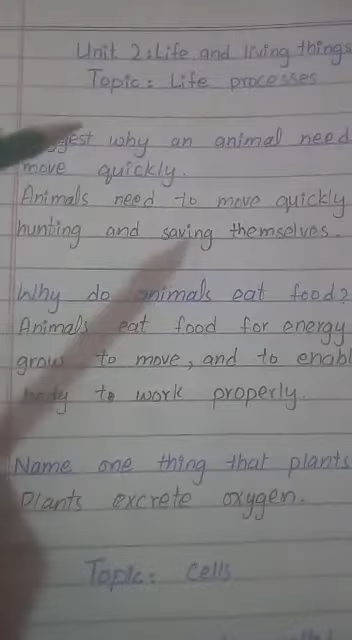 Unit 2: Life and living things
Topic: Life processes
why an animal need
move quickly.
Animals need to move quickly
hunting and saving themselves.
Why do animals eat food?
Animals eat food for energy
grow to move, and to enabl
body to work properly.
Name one thing that plants
Plants excrete oxygen.
Topic: Cells